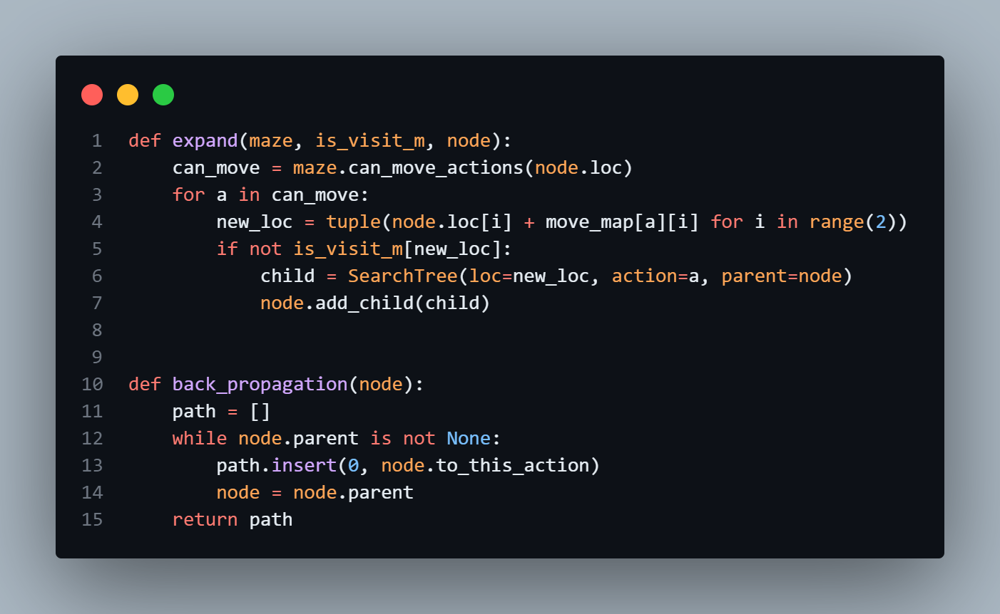 1 def expand(maze, is_visit_m, node):
2     can_move = maze.can_move_actions(node.loc)
3     for a in can_move:
4         new_loc = tuple(node.loc[i] + move_map[a][i] for i in range(2))
5         if not is_visit_m[new_loc]:
6             child = SearchTree(loc=new_loc, action=a, parent=node)
7             node.add_child(child)
8
9
10 def back_propagation(node):
11     path = []
12     while node.parent is not None:
13         path.insert(0, node.to_this_action)
14         node = node.parent
15     return path